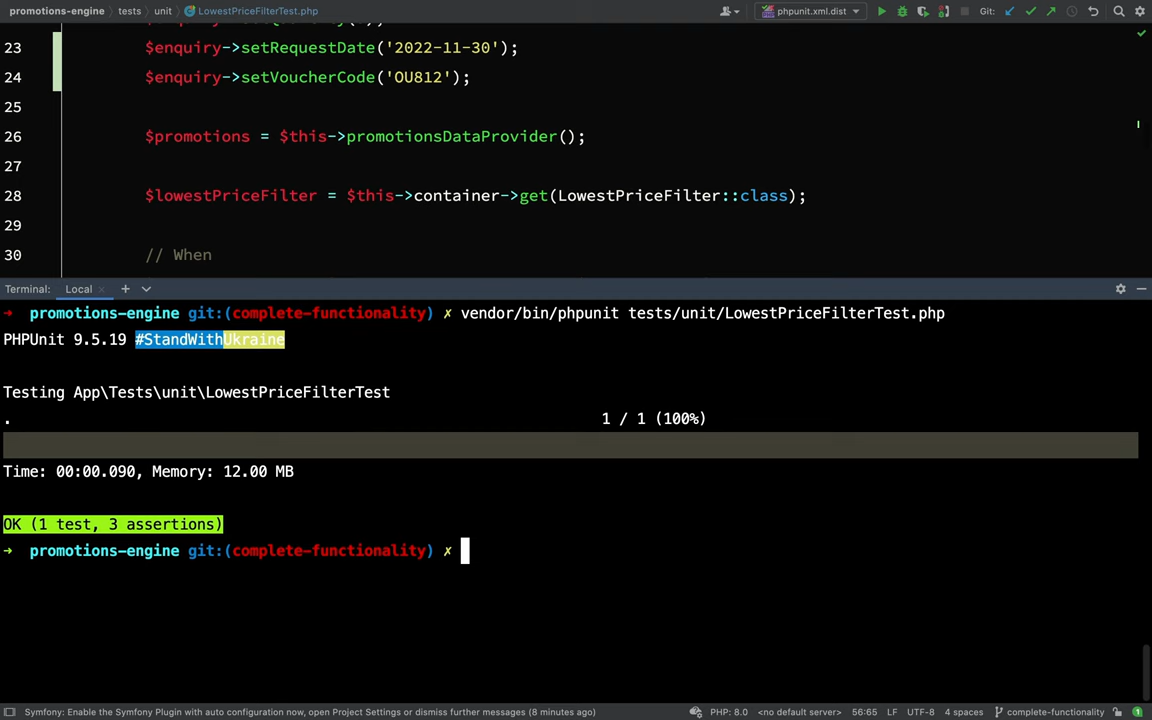 promotions-engine › tests › unit › LowestPriceFilterTest.php
phpunit.xml.dist
Git:
23 $enquiry->setRequestDate('2022-11-30');
24 $enquiry->setVoucherCode('OU812');
25
26 $promotions = $this->promotionsDataProvider();
27
28 $lowestPriceFilter = $this->container->get(LowestPriceFilter::class);
29
30 // When
Terminal: Local × +
→ promotions-engine git:(complete-functionality) ✗ vendor/bin/phpunit tests/unit/LowestPriceFilterTest.php
PHPUnit 9.5.19 #StandWithUkraine
Testing App\Tests\unit\LowestPriceFilterTest
. 1 / 1 (100%)
Time: 00:00.090, Memory: 12.00 MB
OK (1 test, 3 assertions)
→ promotions-engine git:(complete-functionality) ✗
Symfony: Enable the Symfony Plugin with auto configuration now, open Project Settings or dismiss further messages (8 minutes ago) PHP: 8.0 <no default server> 56:65 LF UTF-8 4 spaces complete-functionality 1